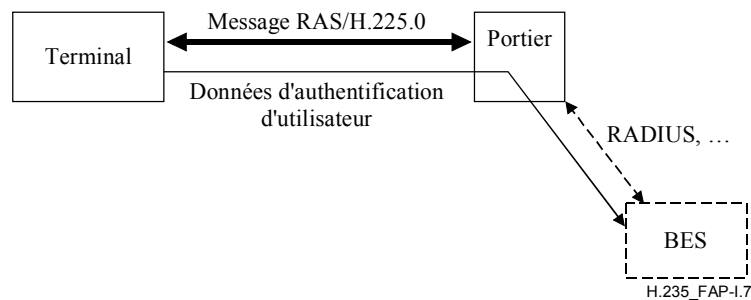 Message RAS/H.225.0
Terminal
Portier
Données d'authentification
d'utilisateur
RADIUS, …
BES
H.235_FAP-I.7